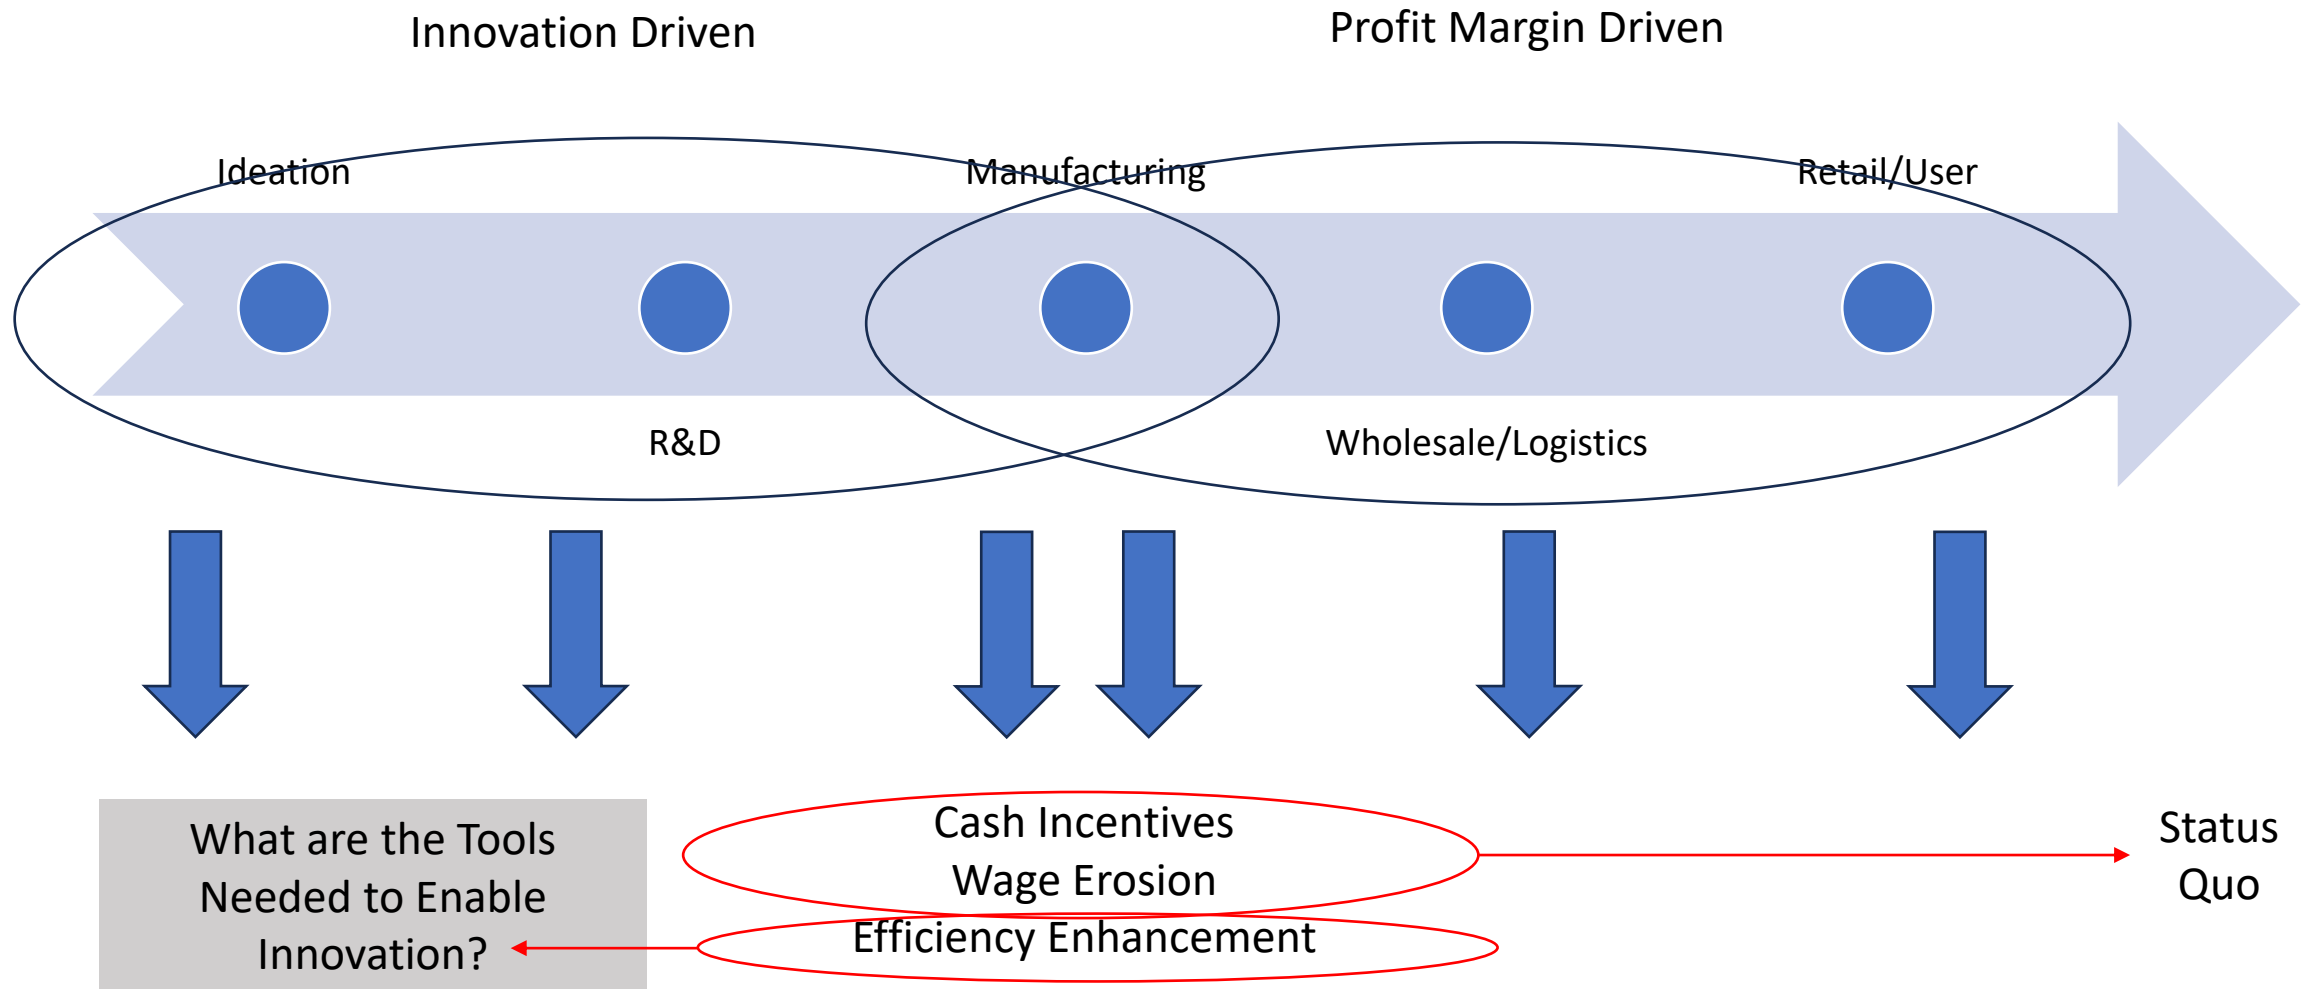 Innovation Driven
Profit Margin Driven
Ideation
Manufacturing
Retail/User
R&D
Wholesale/Logistics
What are the Tools
Needed to Enable
Innovation?
Cash Incentives
Wage Erosion
Efficiency Enhancement
Status
Quo